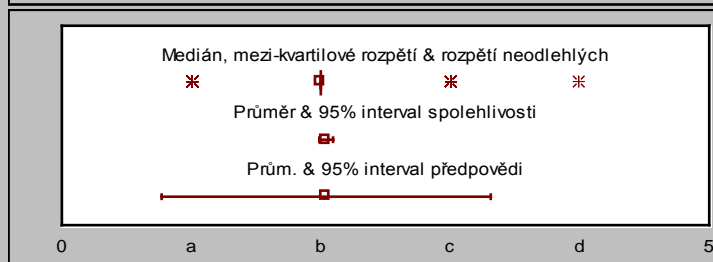 Medián, mezi-kvartilové rozpětí & rozpětí neodlehlých
Průměr & 95% interval spolehlivosti
Prům. & 95% interval předpovědi
0 a b c d 5